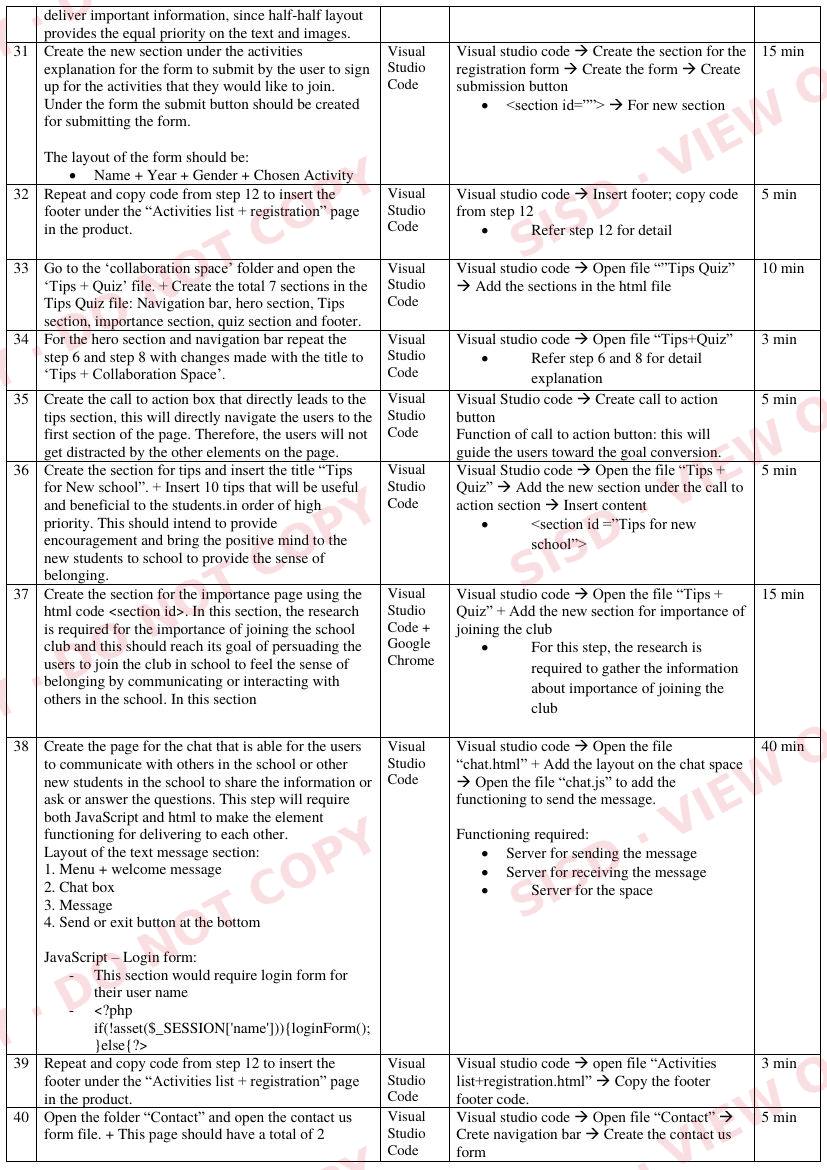 deliver important information, since half-half layout
provides the equal priority on the text and images.
31
Create the new section under the activities
explanation for the form to submit by the user to sign
up for the activities that they would like to join.
Under the form the submit button should be created
for submitting the form.
The layout of the form should be:
• Name + Year + Gender + Chosen Activity
Visual
Studio
Code
Visual studio code → Create the section for the
registration form → Create the form → Create
submission button
• <section id=””> → For new section
15 min
32
Repeat and copy code from step 12 to insert the
footer under the “Activities list + registration” page
in the product.
Visual
Studio
Code
Visual studio code → Insert footer; copy code
from step 12
• Refer step 12 for detail
5 min
33
Go to the ‘collaboration space’ folder and open the
‘Tips + Quiz’ file. + Create the total 7 sections in the
Tips Quiz file: Navigation bar, hero section, Tips
section, importance section, quiz section and footer.
Visual
Studio
Code
Visual studio code → Open file “”Tips Quiz”
→ Add the sections in the html file
10 min
34
For the hero section and navigation bar repeat the
step 6 and step 8 with changes made with the title to
‘Tips + Collaboration Space’.
Visual
Studio
Code
Visual studio code → Open file “Tips+Quiz”
• Refer step 6 and 8 for detail
explanation
3 min
35
Create the call to action box that directly leads to the
tips section, this will directly navigate the users to the
first section of the page. Therefore, the users will not
get distracted by the other elements on the page.
Visual
Studio
Code
Visual Studio code → Create call to action
button
Function of call to action button: this will
guide the users toward the goal conversion.
5 min
36
Create the section for tips and insert the title “Tips
for New school”. + Insert 10 tips that will be useful
and beneficial to the students.in order of high
priority. This should intend to provide
encouragement and bring the positive mind to the
new students to school to provide the sense of
belonging.
Visual
Studio
Code
Visual Studio code → Open the file “Tips +
Quiz” → Add the new section under the call to
action section → Insert content
• <section id =”Tips for new
school”>
5 min
37
Create the section for the importance page using the
html code <section id>. In this section, the research
is required for the importance of joining the school
club and this should reach its goal of persuading the
users to join the club in school to feel the sense of
belonging by communicating or interacting with
others in the school. In this section
Visual
Studio
Code +
Google
Chrome
Visual studio code → Open the file “Tips +
Quiz” + Add the new section for importance of
joining the club
• For this step, the research is
required to gather the information
about importance of joining the
club
15 min
38
Create the page for the chat that is able for the users
to communicate with others in the school or other
new students in the school to share the information or
ask or answer the questions. This step will require
both JavaScript and html to make the element
functioning for delivering to each other.
Layout of the text message section:
1. Menu + welcome message
2. Chat box
3. Message
4. Send or exit button at the bottom
JavaScript – Login form:
- This section would require login form for
their user name
- <?php
if(!asset($_SESSION['name'])){loginForm();
}else{?>
Visual
Studio
Code
Visual studio code → Open the file
“chat.html” + Add the layout on the chat space
→ Open the file “chat.js” to add the
functioning to send the message.
Functioning required:
• Server for sending the message
• Server for receiving the message
• Server for the space
40 min
39
Repeat and copy code from step 12 to insert the
footer under the “Activities list + registration” page
in the product.
Visual
Studio
Code
Visual studio code → open file “Activities
list+registration.html” → Copy the footer
footer code.
3 min
40
Open the folder “Contact” and open the contact us
form file. + This page should have a total of 2
Visual
Studio
Code
Visual studio code → Open file “Contact” →
Crete navigation bar → Create the contact us
form
5 min
Y · DO NOT COPY
SISD · VIEW O
Y · DO NOT COPY
SISD · VIEW O
Y · DO NOT COPY
SISD · VIEW O